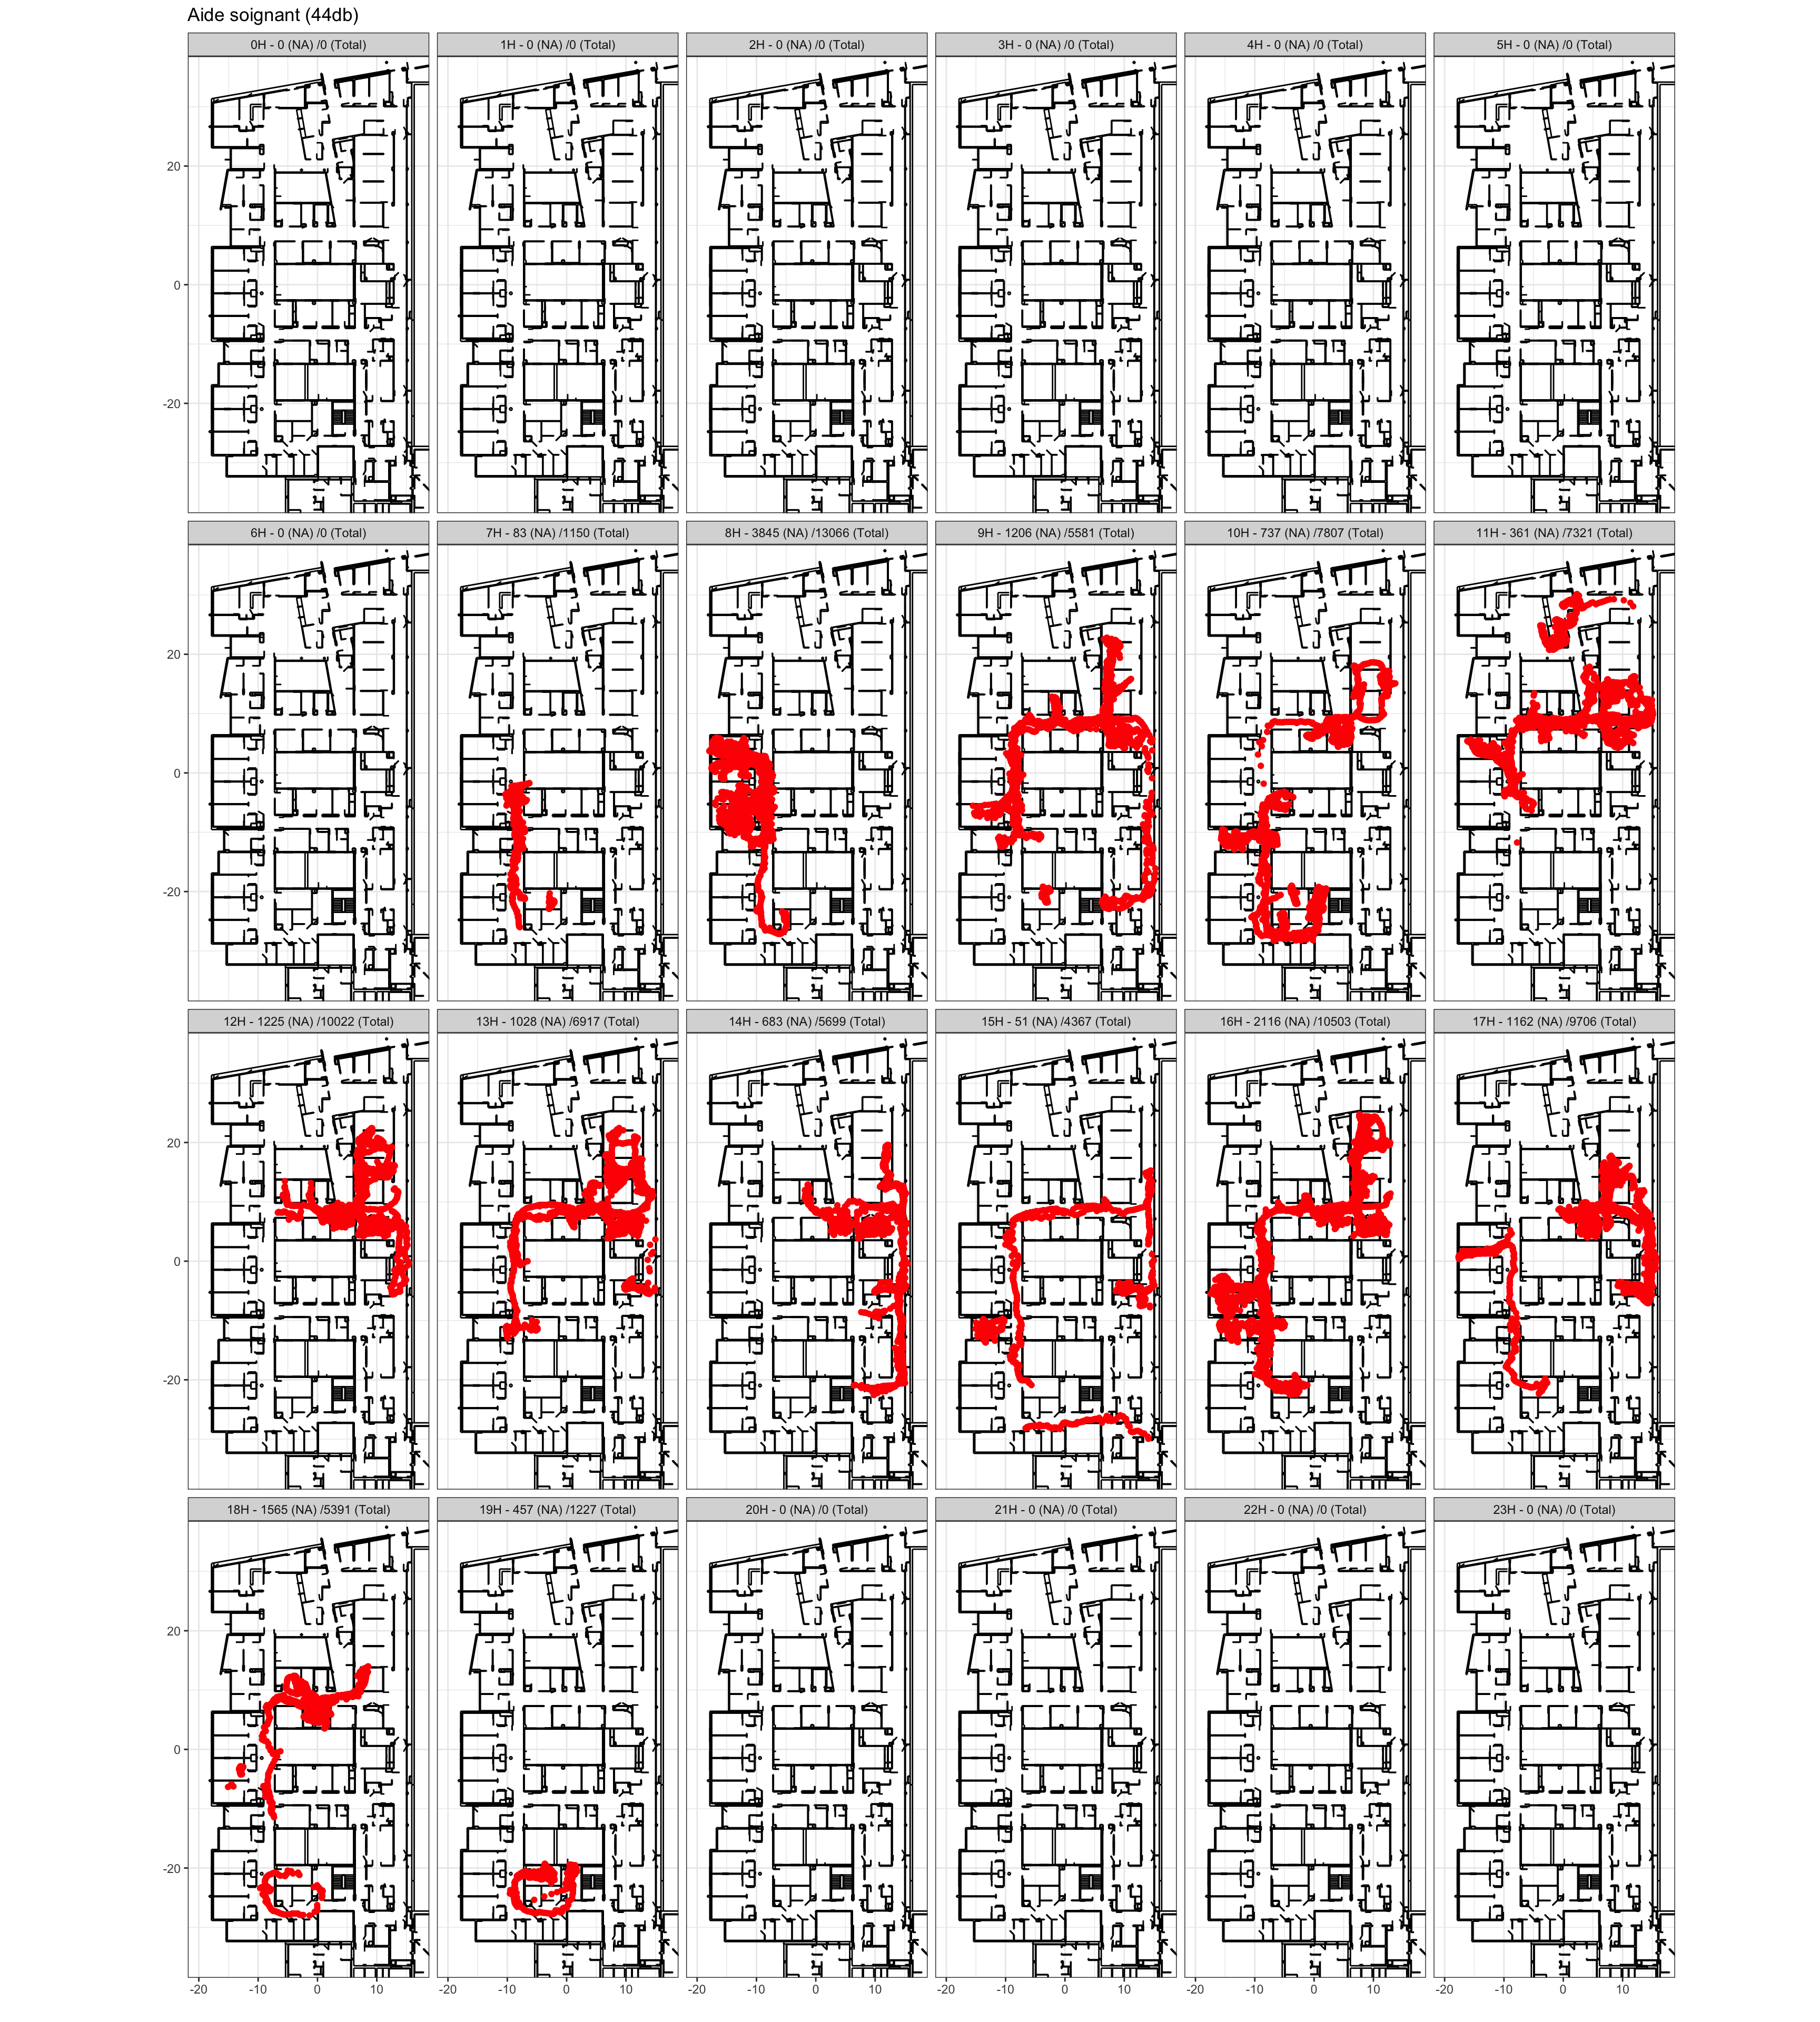 Aide soignant (44db)
0H - 0 (NA) /0 (Total) 1H - 0 (NA) /0 (Total) 2H - 0 (NA) /0 (Total) 3H - 0 (NA) /0 (Total) 4H - 0 (NA) /0 (Total) 5H - 0 (NA) /0 (Total)
20
0
-20
6H - 0 (NA) /0 (Total) 7H - 83 (NA) /1150 (Total) 8H - 3845 (NA) /13066 (Total) 9H - 1206 (NA) /5581 (Total) 10H - 737 (NA) /7807 (Total) 11H - 361 (NA) /7321 (Total)
20
0
-20
12H - 1225 (NA) /10022 (Total) 13H - 1028 (NA) /6917 (Total) 14H - 683 (NA) /5699 (Total) 15H - 51 (NA) /4367 (Total) 16H - 2116 (NA) /10503 (Total) 17H - 1162 (NA) /9706 (Total)
20
0
-20
18H - 1565 (NA) /5391 (Total) 19H - 457 (NA) /1227 (Total) 20H - 0 (NA) /0 (Total) 21H - 0 (NA) /0 (Total) 22H - 0 (NA) /0 (Total) 23H - 0 (NA) /0 (Total)
20
0
-20
-20 -10 0 10 -20 -10 0 10 -20 -10 0 10 -20 -10 0 10 -20 -10 0 10 -20 -10 0 10